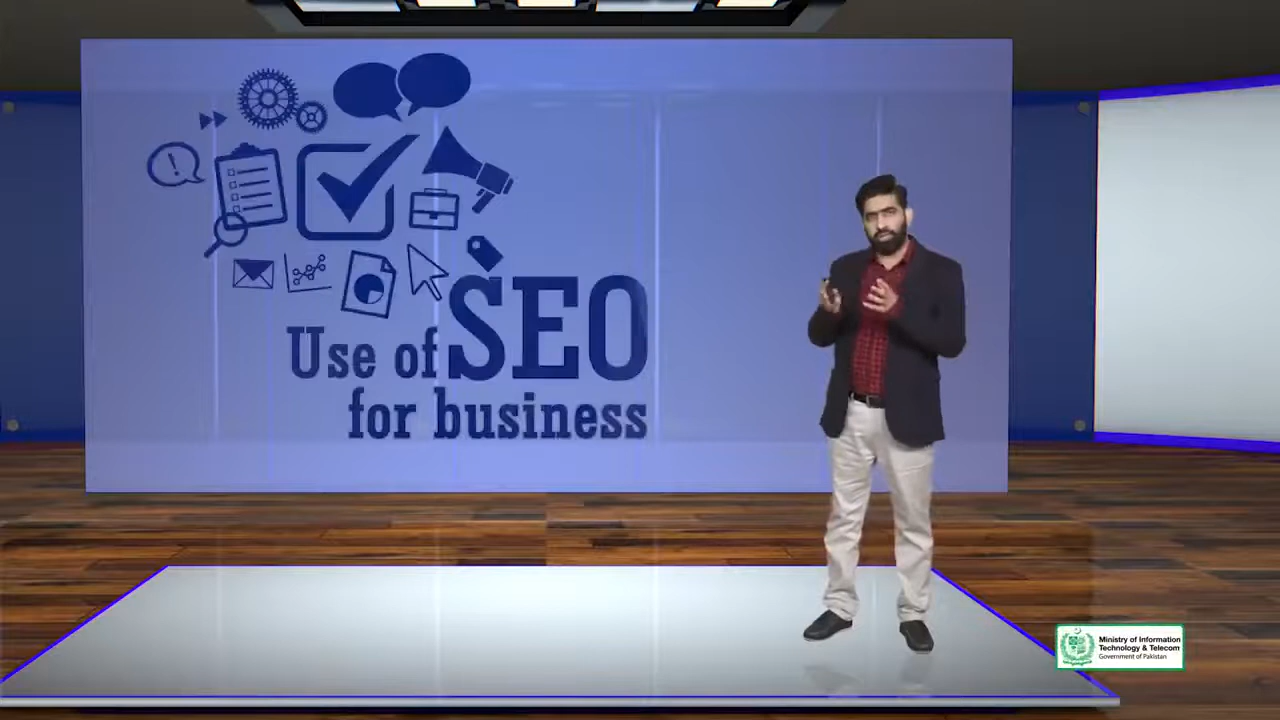 Use of SEO
for business
Ministry of Information
Technology & Telecom
Government of Pakistan